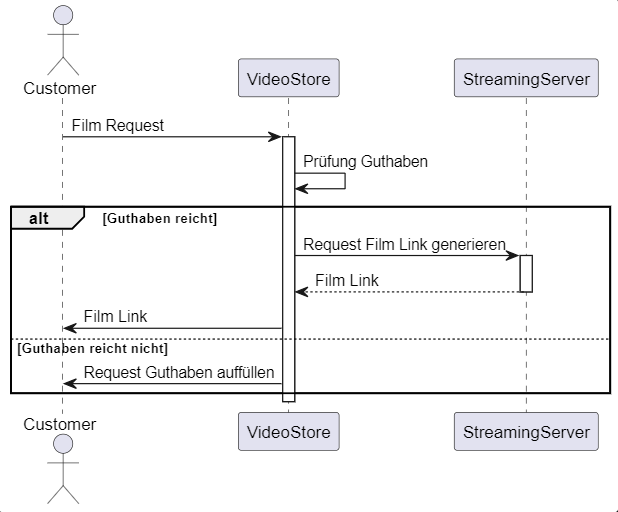 Customer
VideoStore
StreamingServer
Film Request
Prüfung Guthaben
alt
[Guthaben reicht]
Request Film Link generieren
Film Link
Film Link
[Guthaben reicht nicht]
Request Guthaben auffüllen
Customer
VideoStore
StreamingServer